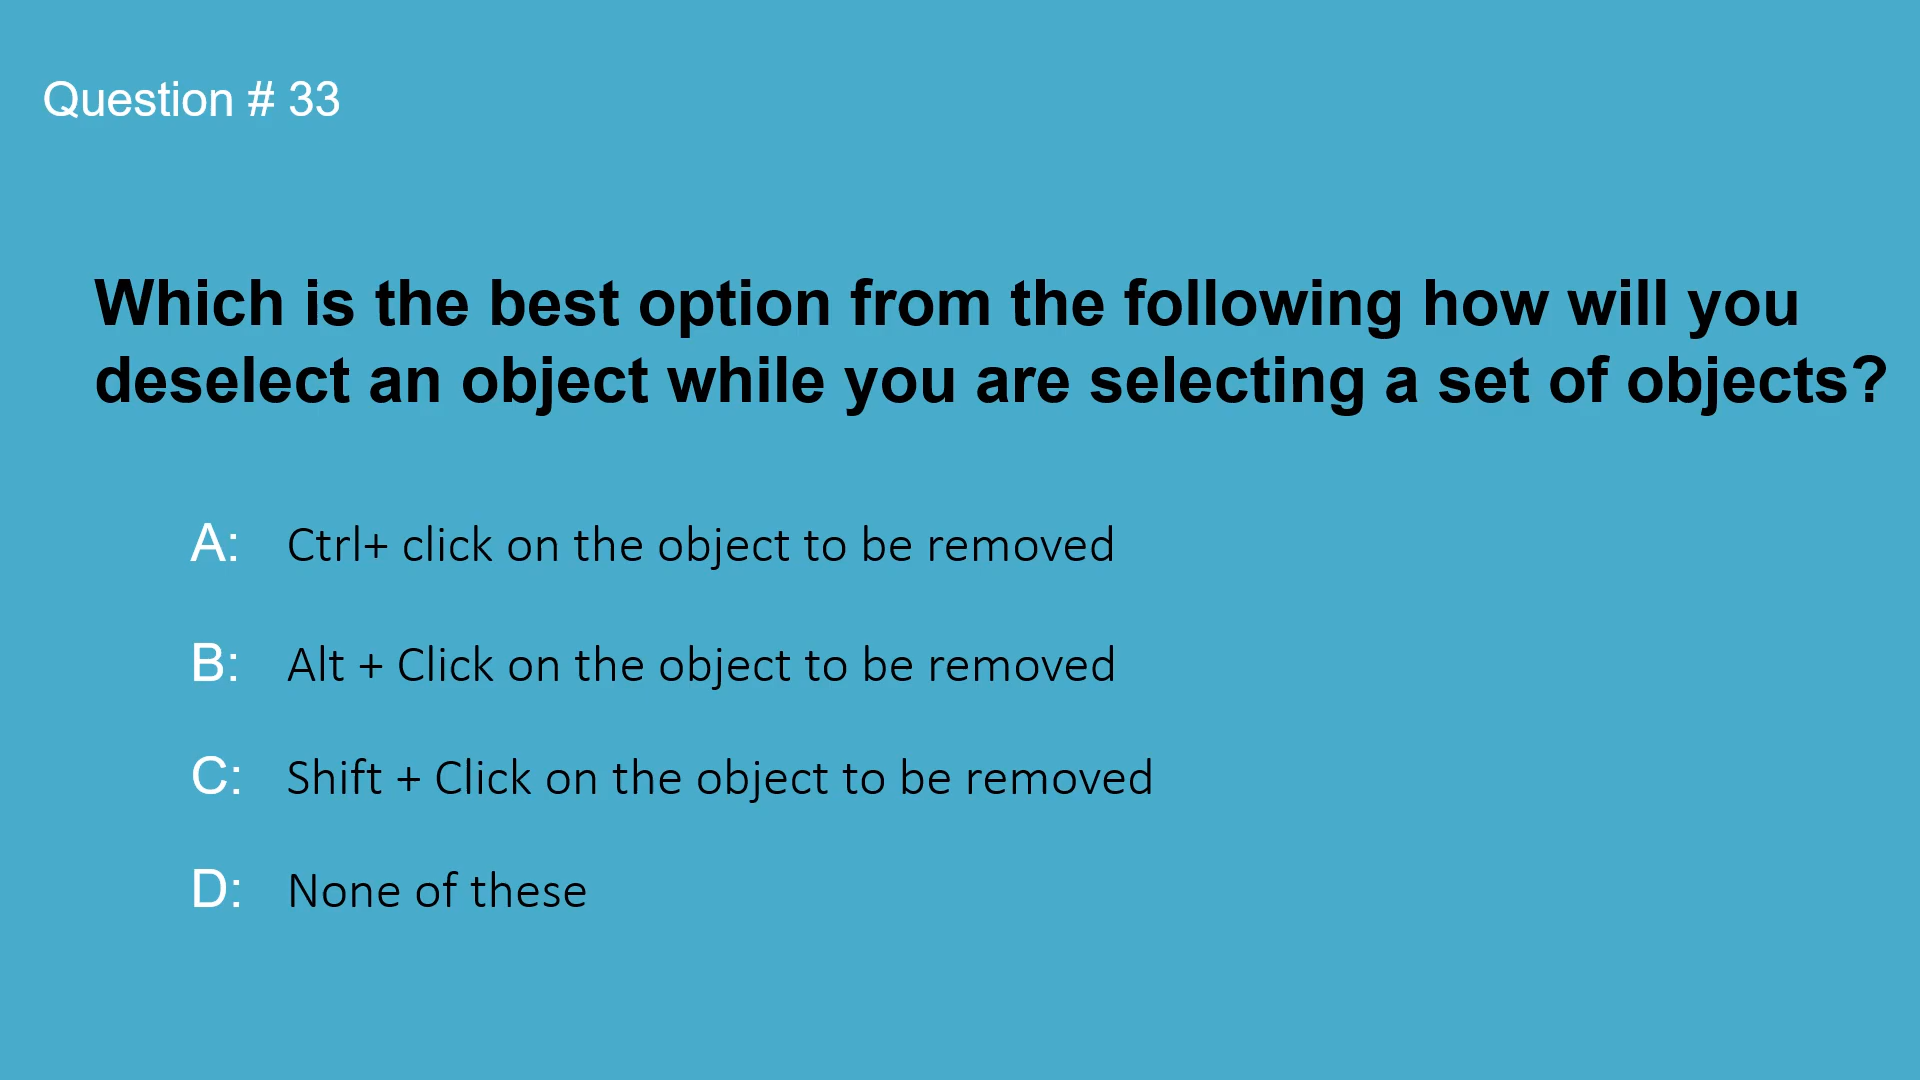 Question # 33
Which is the best option from the following how will you
deselect an object while you are selecting a set of objects?
A: Ctrl+ click on the object to be removed
B: Alt + Click on the object to be removed
C: Shift + Click on the object to be removed
D: None of these